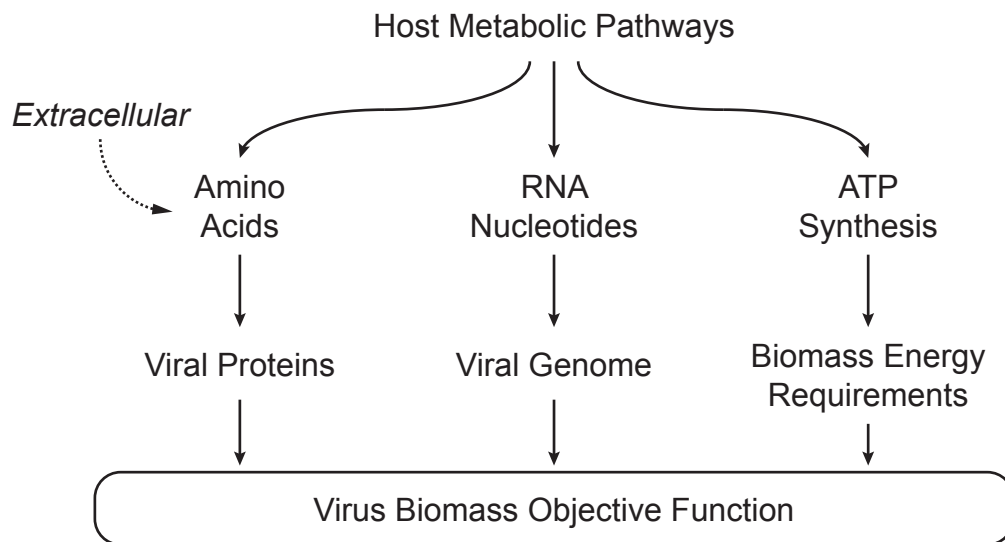 Host Metabolic Pathways
Extracellular
Amino
Acids
RNA
Nucleotides
ATP
Synthesis
Viral Proteins
Viral Genome
Biomass Energy
Requirements
Virus Biomass Objective Function